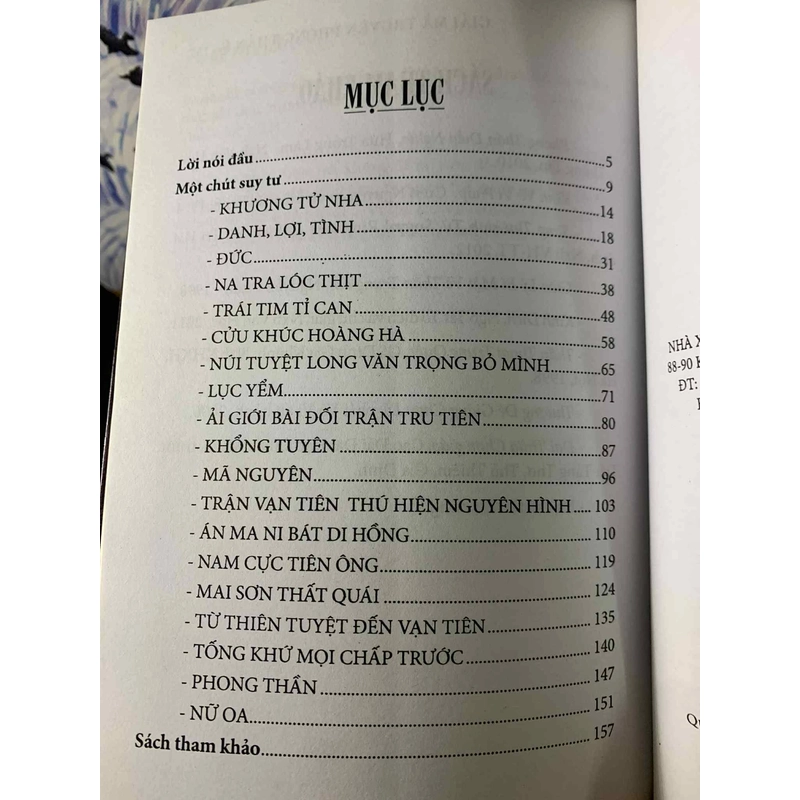 MỤC LỤC
Lời nói đầu........5
Một chút suy tư........9
- KHƯƠNG TỬ NHA........14
- DANH, LỢI, TÌNH........18
- ĐỨC........31
- NA TRA LÓC THỊT........38
- TRÁI TIM TỈ CAN........48
- CỬU KHÚC HOÀNG HÀ........58
- NÚI TUYỆT LONG VĂN TRỌNG BỎ MÌNH........65
- LỤC YỂM........71
- ẢI GIỚI BÀI ĐỐI TRẬN TRU TIÊN........80
- KHỔNG TUYÊN........87
- MÃ NGUYÊN........96
- TRẬN VẠN TIÊN THÚ HIỆN NGUYÊN HÌNH..... 103
- ÁN MA NI BÁT DI HỒNG........110
- NAM CỰC TIÊN ÔNG........119
- MAI SƠN THẤT QUÁI........124
- TỪ THIÊN TUYỆT ĐẾN VẠN TIÊN........135
- TỐNG KHỨ MỌI CHẤP TRƯỚC........140
- PHONG THẦN........147
- NỮ OA........151
Sách tham khảo........157
NHÀ X
88-90 K
ĐT:
Qu